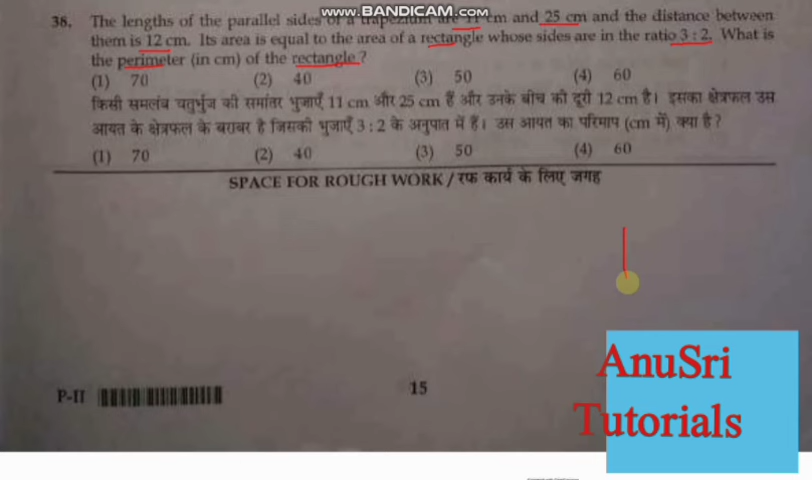 www.BANDICAM.com
38. The lengths of the parallel sides of a trapezium are 11 cm and 25 cm and the distance between
them is 12 cm. Its area is equal to the area of a rectangle whose sides are in the ratio 3 : 2. What is
the perimeter (in cm) of the rectangle ?
(1) 70 (2) 40 (3) 50 (4) 60
किसी समलंब चतुर्भुज की समांतर भुजाएँ 11 cm और 25 cm हैं और उनके बीच की दूरी 12 cm है। इसका क्षेत्रफल उस
आयत के क्षेत्रफल के बराबर है जिसकी भुजाएँ 3 : 2 के अनुपात में हैं। उस आयत का परिमाप (cm में) क्या है ?
(1) 70 (2) 40 (3) 50 (4) 60
SPACE FOR ROUGH WORK / रफ कार्य के लिए जगह
P-II
15
AnuSri
Tutorials